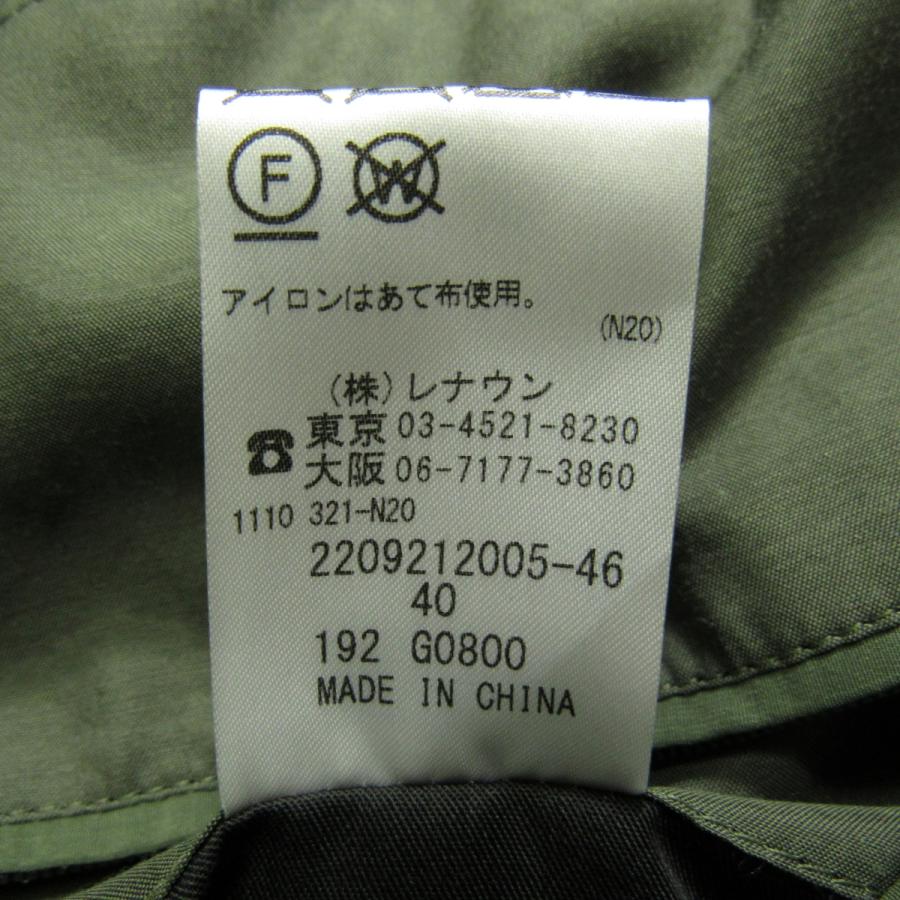 F W
アイロンはあて布使用。
(N20)
(株)レナウン
東京 03-4521-8230
大阪 06-7177-3860
1110 321-N20
2209212005-46
40
192 G0800
MADE IN CHINA